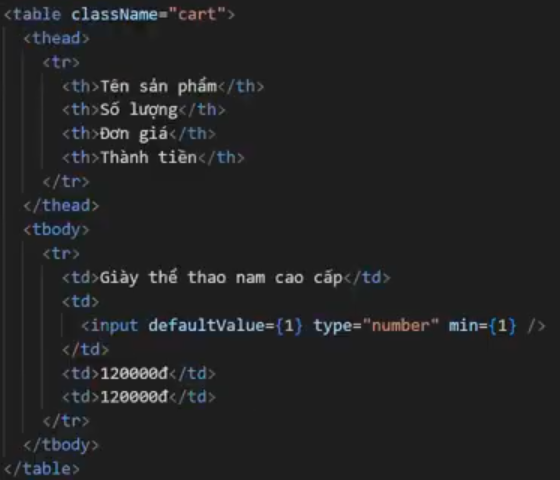 <table className="cart">
<thead>
<tr>
<th>Tên sản phẩm</th>
<th>Số lượng</th>
<th>Đơn giá</th>
<th>Thành tiền</th>
</tr>
</thead>
<tbody>
<tr>
<td>Giày thể thao nam cao cấp</td>
<td>
<input defaultValue={1} type="number" min={1} />
</td>
<td>120000đ</td>
<td>120000đ</td>
</tr>
</tbody>
</table>